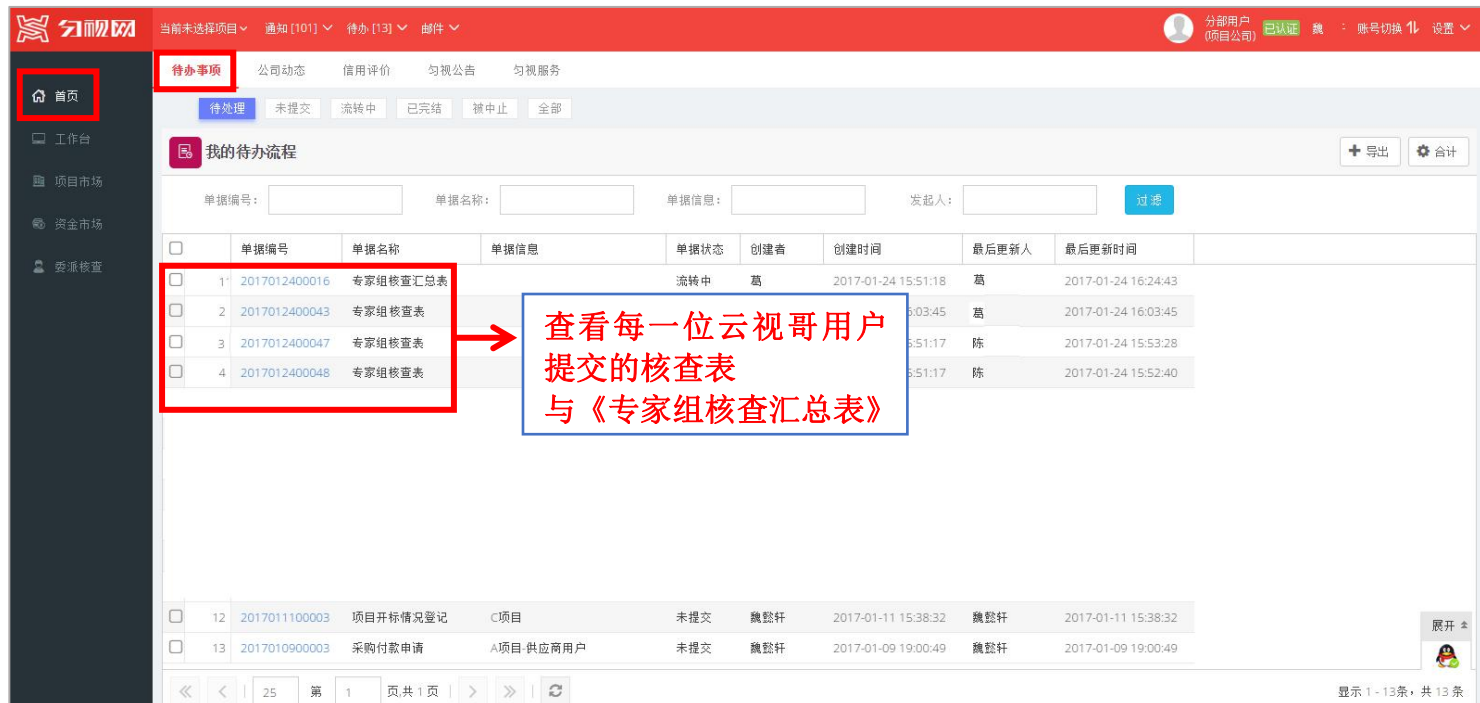 匀视网
当前未选择项目 通知 [101] 待办 [13] 邮件
分部用户
(项目公司)
已认证 魏 : 账号切换 设置
首页
工作台
项目市场
资金市场
委派核查
待办事项 公司动态 信用评价 匀视公告 匀视服务
待处理 未提交 流转中 已完结 被中止 全部
我的待办流程
导出 合计
单据编号: 单据名称: 单据信息: 发起人: 过滤
单据编号 单据名称 单据信息 单据状态 创建者 创建时间 最后更新人 最后更新时间
1 2017012400016 专家组核查汇总表 流转中 葛 2017-01-24 15:51:18 葛 2017-01-24 16:24:43
2 2017012400043 专家组核查表 :03:45 葛 2017-01-24 16:03:45
3 2017012400047 专家组核查表 :51:17 陈 2017-01-24 15:53:28
4 2017012400048 专家组核查表 :51:17 陈 2017-01-24 15:52:40
查看每一位云视哥用户
提交的核查表
与《专家组核查汇总表》
12 2017011100003 项目开标情况登记 C项目 未提交 魏懿轩 2017-01-11 15:38:32 魏懿轩 2017-01-11 15:38:32
13 2017010900003 采购付款申请 A项目-供应商用户 未提交 魏懿轩 2017-01-09 19:00:49 魏懿轩 2017-01-09 19:00:49
展开
25 第 1 页,共 1 页
显示 1 - 13条，共 13 条